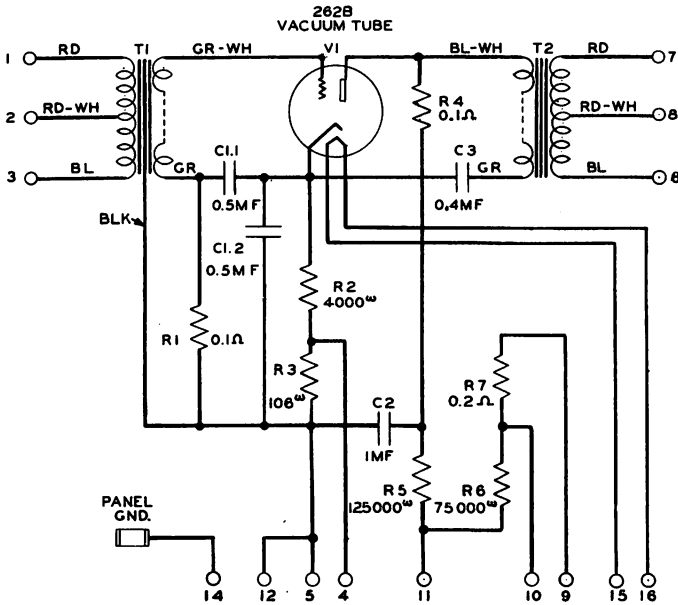 262B
VACUUM TUBE
1
RD
T1
GR-WH
V1
BL-WH
T2
RD
7
2
RD-WH
R4
0.1Ω
RD-WH
8
3
BL
GR
C1.1
0.5MF
C3
0.4MF
GR
BL
6
BLK
C1.2
0.5MF
R2
4000ω
R1
0.1Ω
R3
106ω
C2
1MF
R7
0.2Ω
R5
125000ω
R6
75000ω
PANEL
GND.
14
12
5
4
11
10
9
15
16